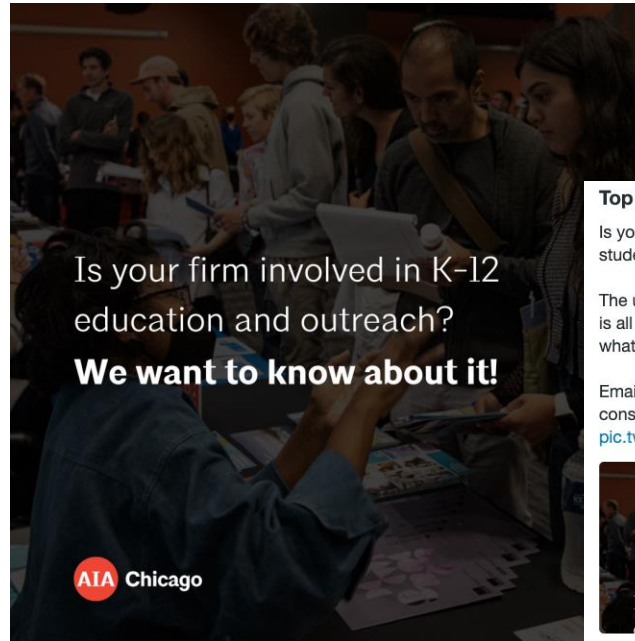 Is your firm involved in K-12
education and outreach?
We want to know about it!
AIA Chicago
Top
Is yo
stude
The
is all
what
Emai
cons
pic.tw